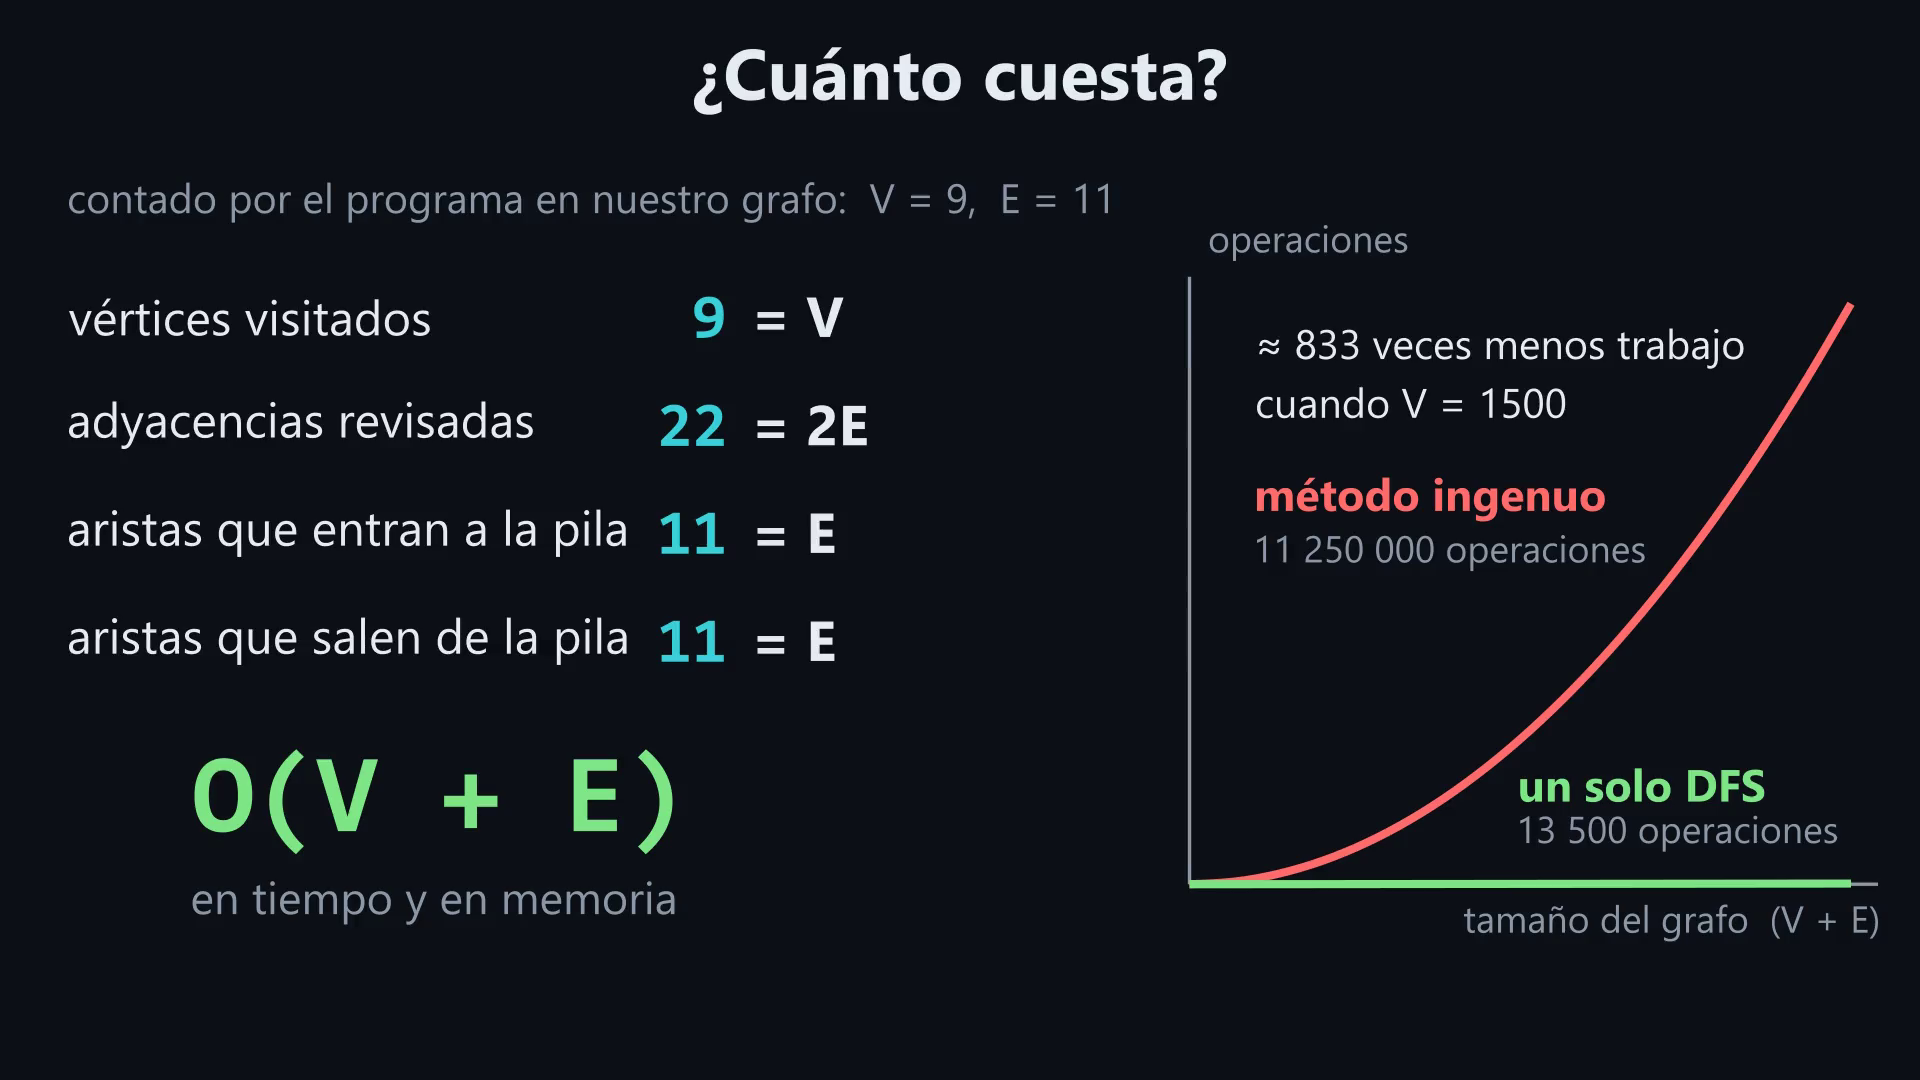 ¿Cuánto cuesta?
contado por el programa en nuestro grafo: V = 9, E = 11
vértices visitados 9 = V
adyacencias revisadas 22 = 2E
aristas que entran a la pila 11 = E
aristas que salen de la pila 11 = E
O(V + E)
en tiempo y en memoria
operaciones
≈ 833 veces menos trabajo
cuando V = 1500
método ingenuo
11 250 000 operaciones
un solo DFS
13 500 operaciones
tamaño del grafo (V + E)